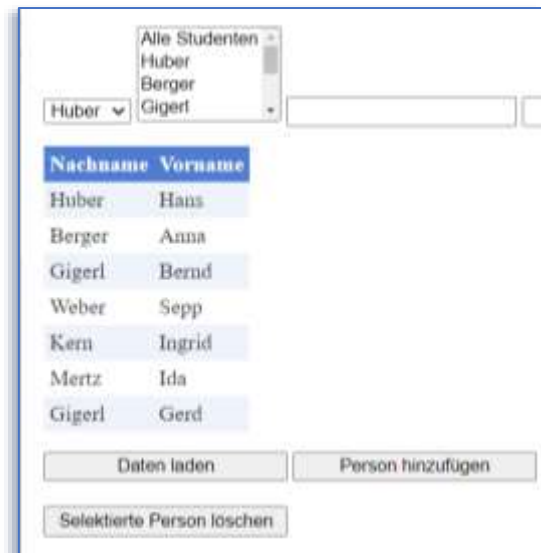 Alle Studenten
Huber
Berger
Gigerl
Huber
Nachname Vorname
Huber Hans
Berger Anna
Gigerl Bernd
Weber Sepp
Kern Ingrid
Mertz Ida
Gigerl Gerd
Daten laden Person hinzufügen
Selektierte Person löschen